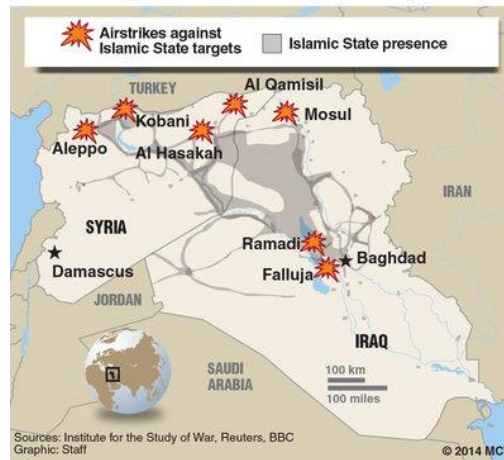 Airstrikes against
Islamic State targets
Islamic State presence
TURKEY
Al Qamisil
Kobani
Mosul
Aleppo
Al Hasakah
IRAN
SYRIA
Ramadi
Baghdad
Damascus
Falluja
JORDAN
IRAQ
SAUDI
ARABIA
100 km
100 miles
Sources: Institute for the Study of War, Reuters, BBC
Graphic: Staff
© 2014 MC